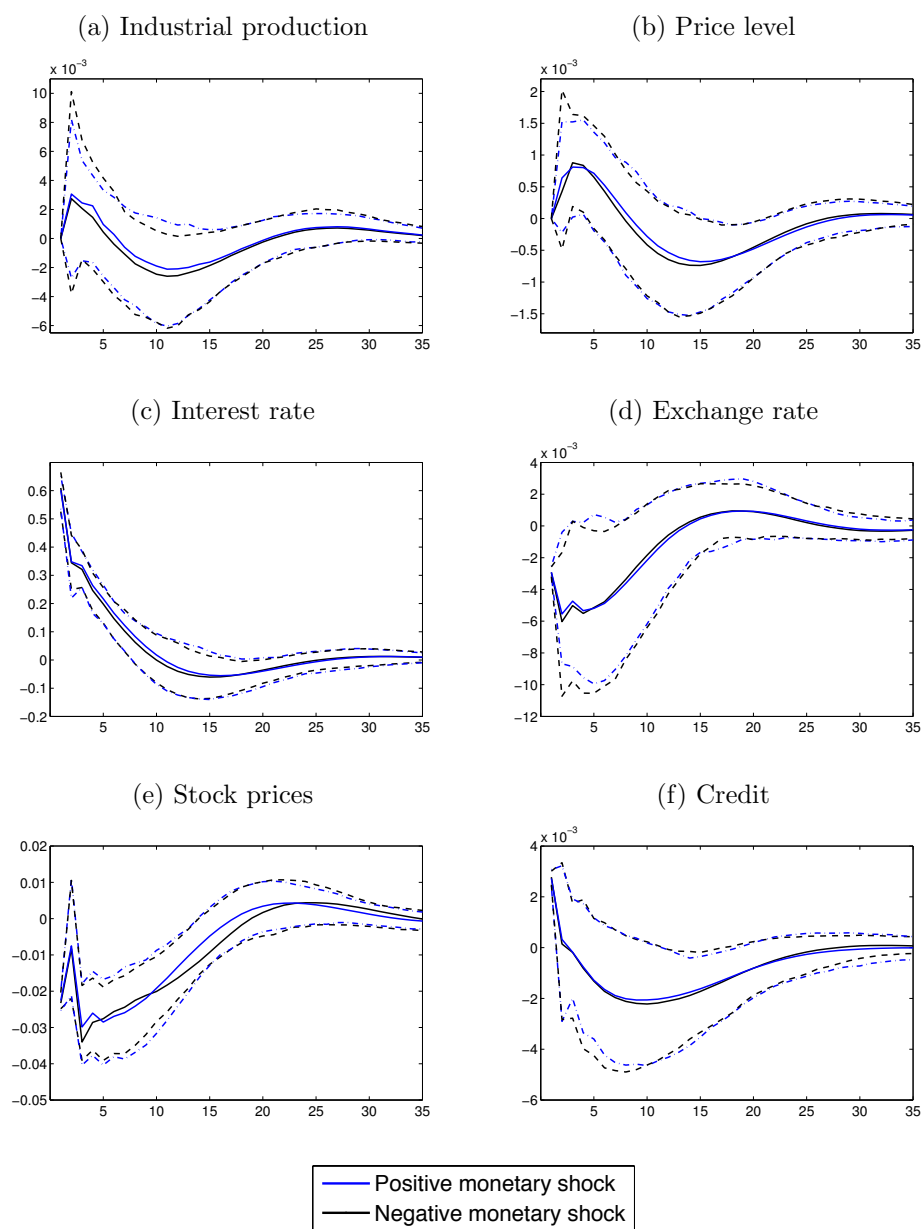 (a) Industrial production
(b) Price level
x 10⁻³
10
8
6
4
2
0
−2
−4
−6
5 10 15 20 25 30 35
x 10⁻³
2
1.5
1
0.5
0
−0.5
−1
−1.5
5 10 15 20 25 30 35
(c) Interest rate
(d) Exchange rate
0.6
0.5
0.4
0.3
0.2
0.1
0
−0.1
−0.2
5 10 15 20 25 30 35
x 10⁻³
4
2
0
−2
−4
−6
−8
−10
−12
5 10 15 20 25 30 35
(e) Stock prices
(f) Credit
0.02
0.01
0
−0.01
−0.02
−0.03
−0.04
−0.05
5 10 15 20 25 30 35
x 10⁻³
4
2
0
−2
−4
−6
5 10 15 20 25 30 35
Positive monetary shock
Negative monetary shock